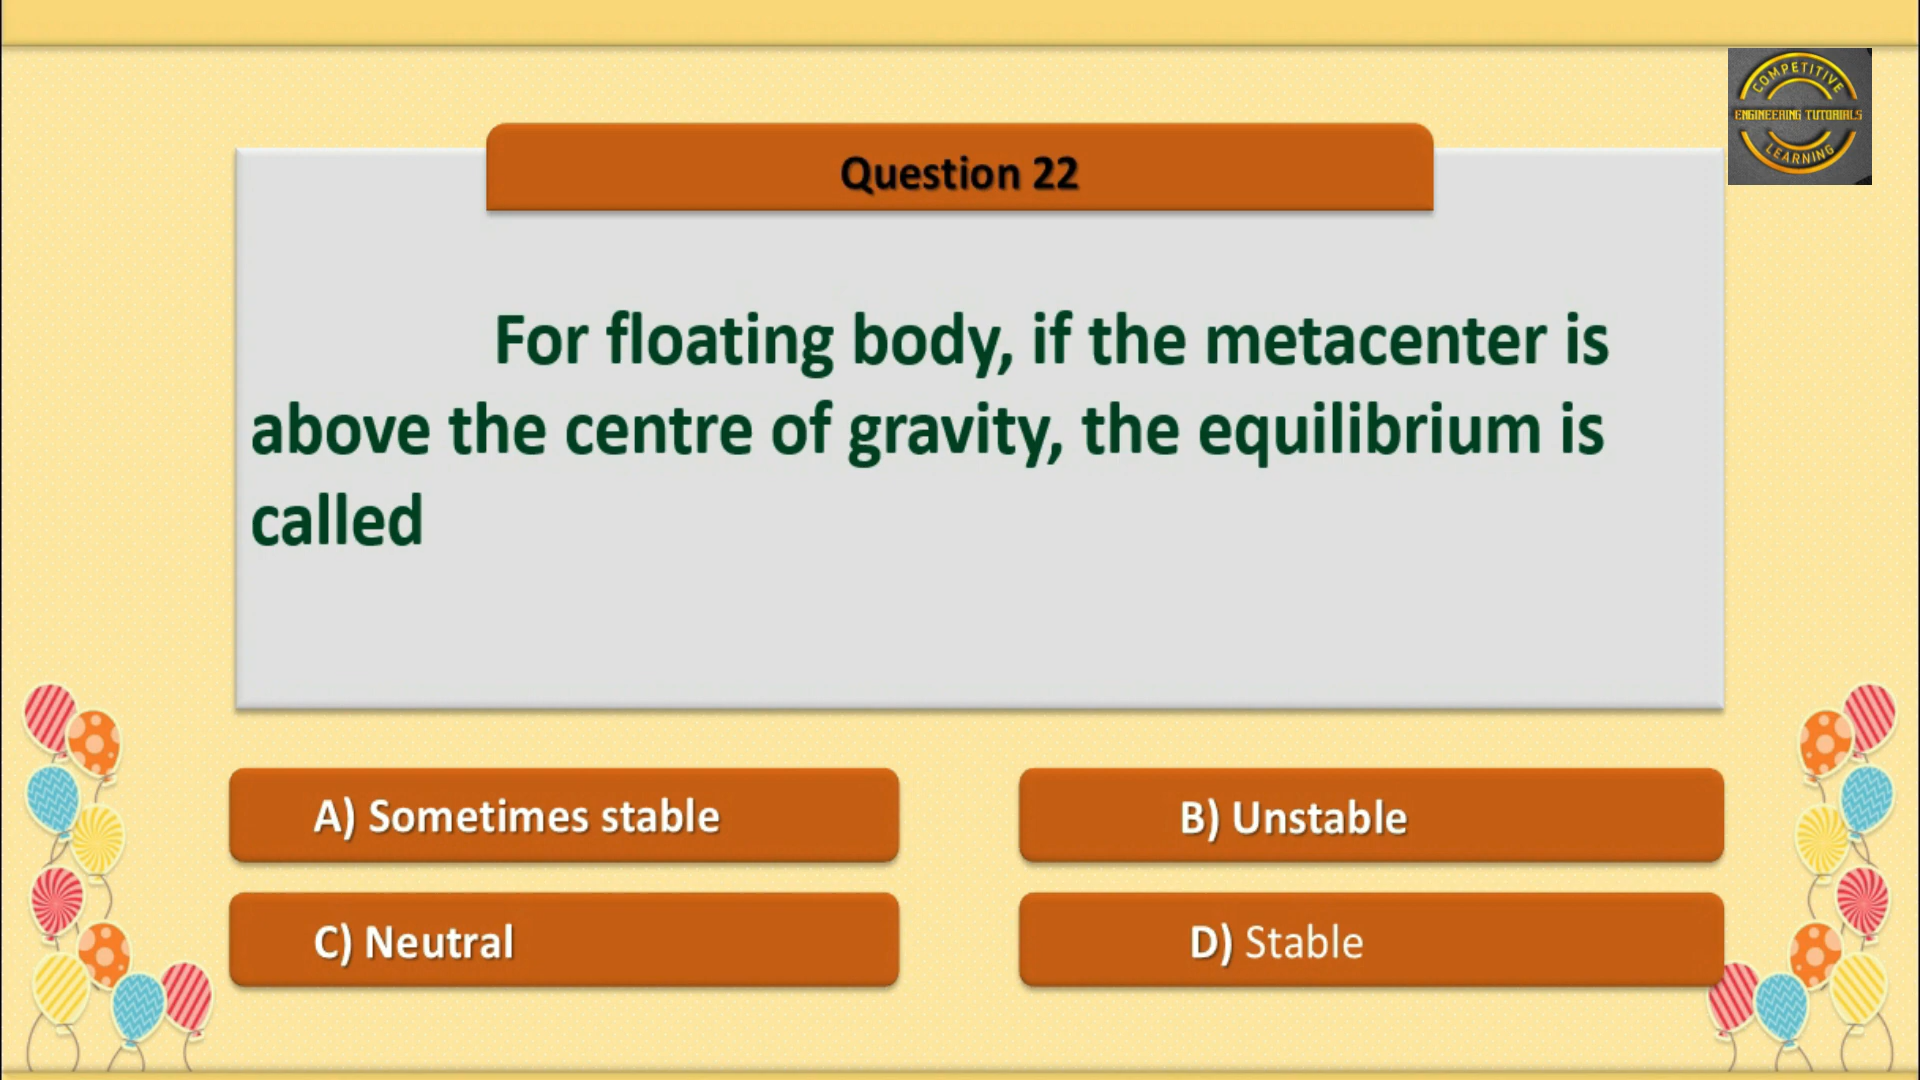 COMPETITIVE
ENGINEERING TUTORIALS
LEARNING
Question 22
For floating body, if the metacenter is
above the centre of gravity, the equilibrium is
called
A) Sometimes stable
B) Unstable
C) Neutral
D) Stable